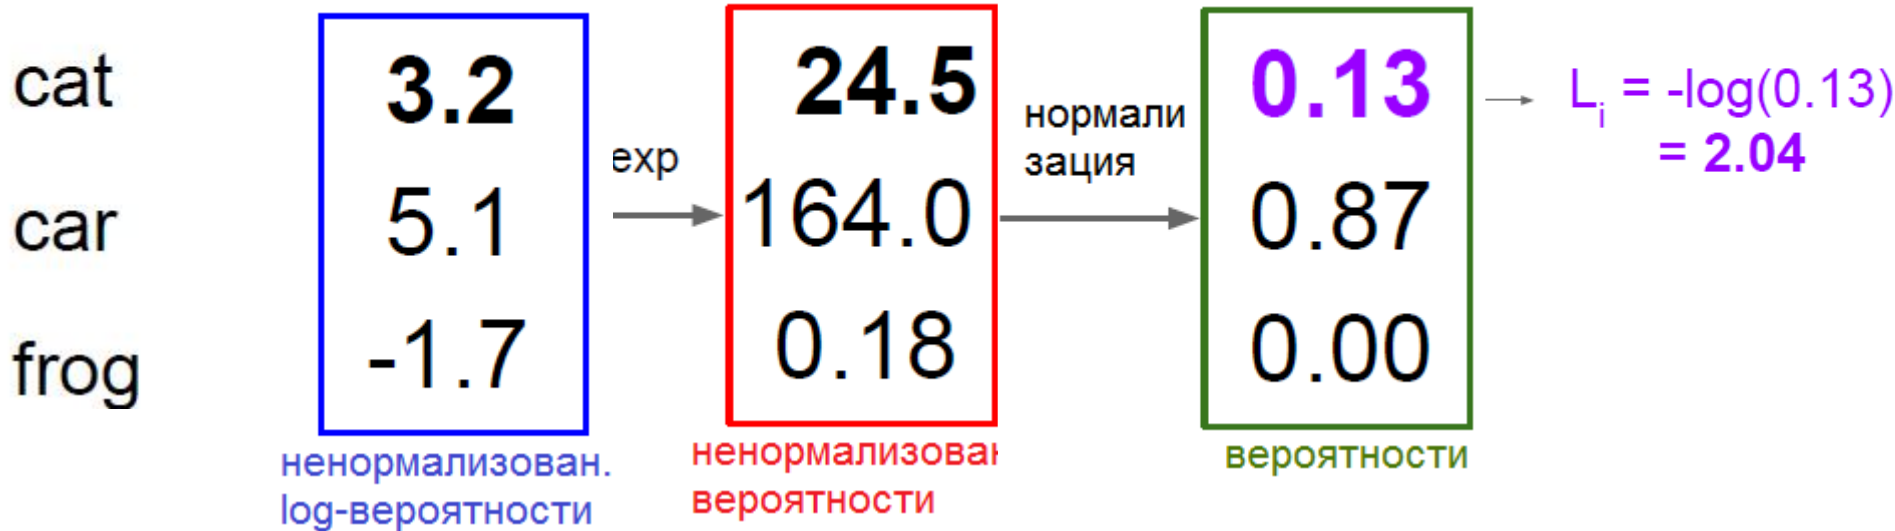 cat 3.2 24.5 0.13 L_i = -log(0.13)
= 2.04
exp
нормали
зация
car 5.1 164.0 0.87
frog -1.7 0.18 0.00
ненормализован.
log-вероятности
ненормализован
вероятности
вероятности